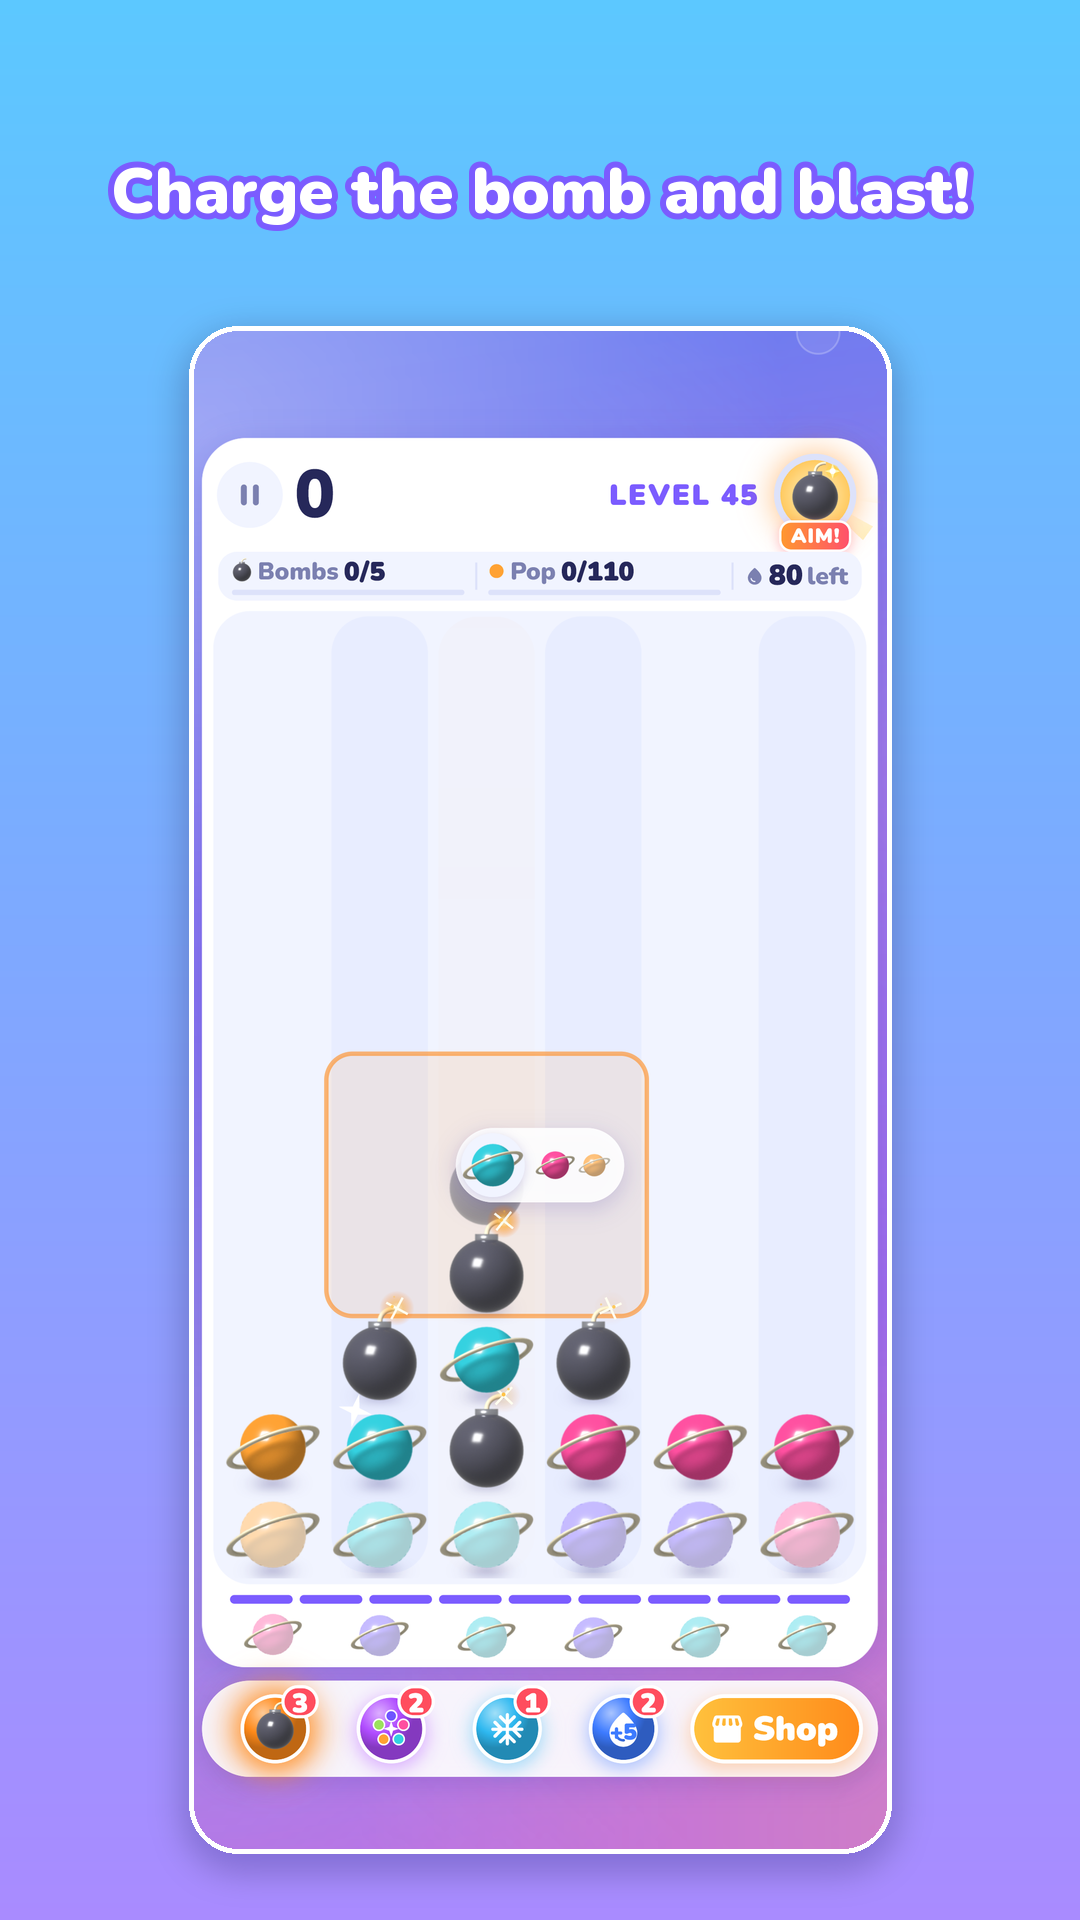 Charge the bomb and blast!
0
LEVEL 45
AIM!
Bombs 0/5
Pop 0/110
80 left
3
2
1
2
+5
Shop